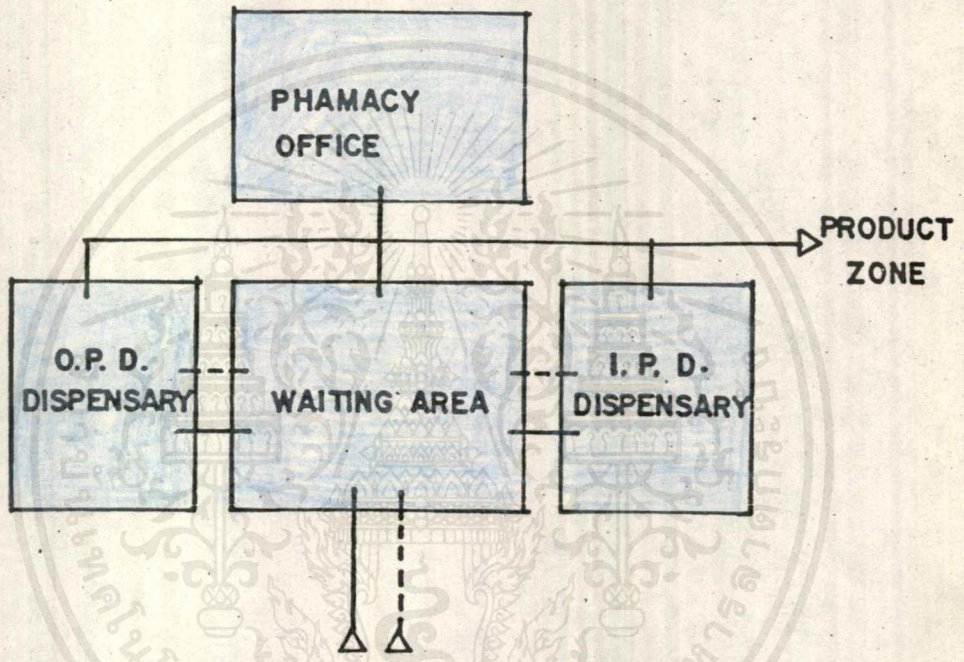 PHAMACY
OFFICE
PRODUCT
ZONE
O.P.D.
DISPENSARY
WAITING AREA
I.P.D.
DISPENSARY